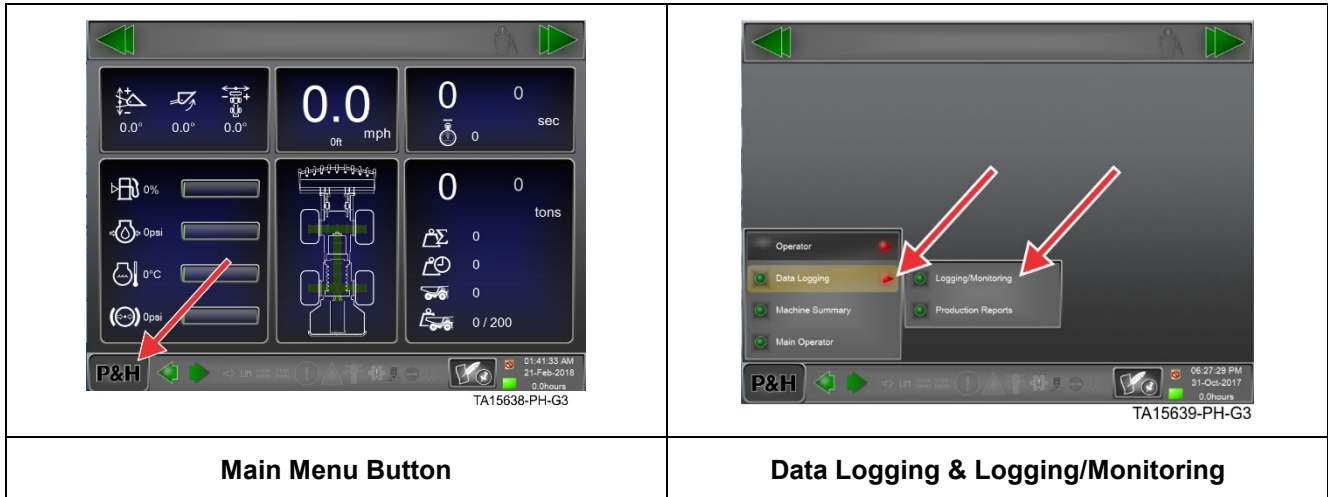 0.0° 0.0° 0.0°
0.0
0ft mph
0 0
sec
0
0%
0psi
0°C
0psi
0 0
tons
0
0
0
0 / 200
P&H
LIM
01:41:33 AM
21-Feb-2018
0.0hours
TA15638-PH-G3
Main Menu Button
Operator
Data Logging
Machine Summary
Main Operator
Logging/Monitoring
Production Reports
P&H
LIM
06:27:29 PM
31-Oct-2017
0.0hours
TA15639-PH-G3
Data Logging & Logging/Monitoring